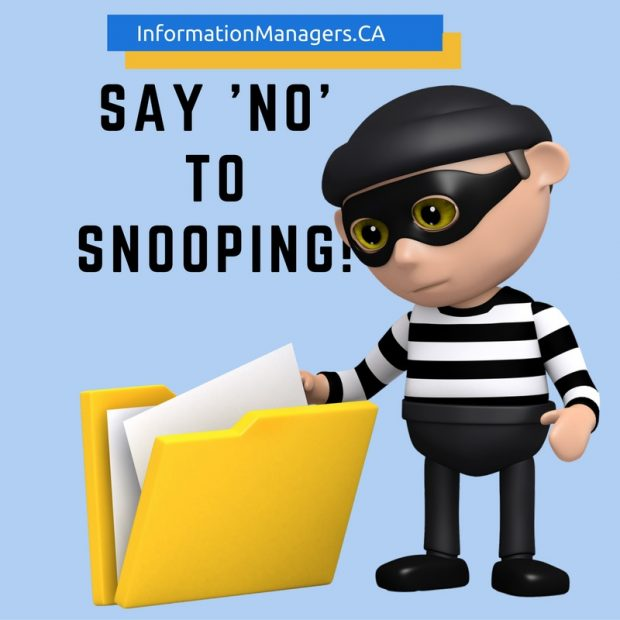 InformationManagers.CA
SAY 'NO'
TO
SNOOPING!